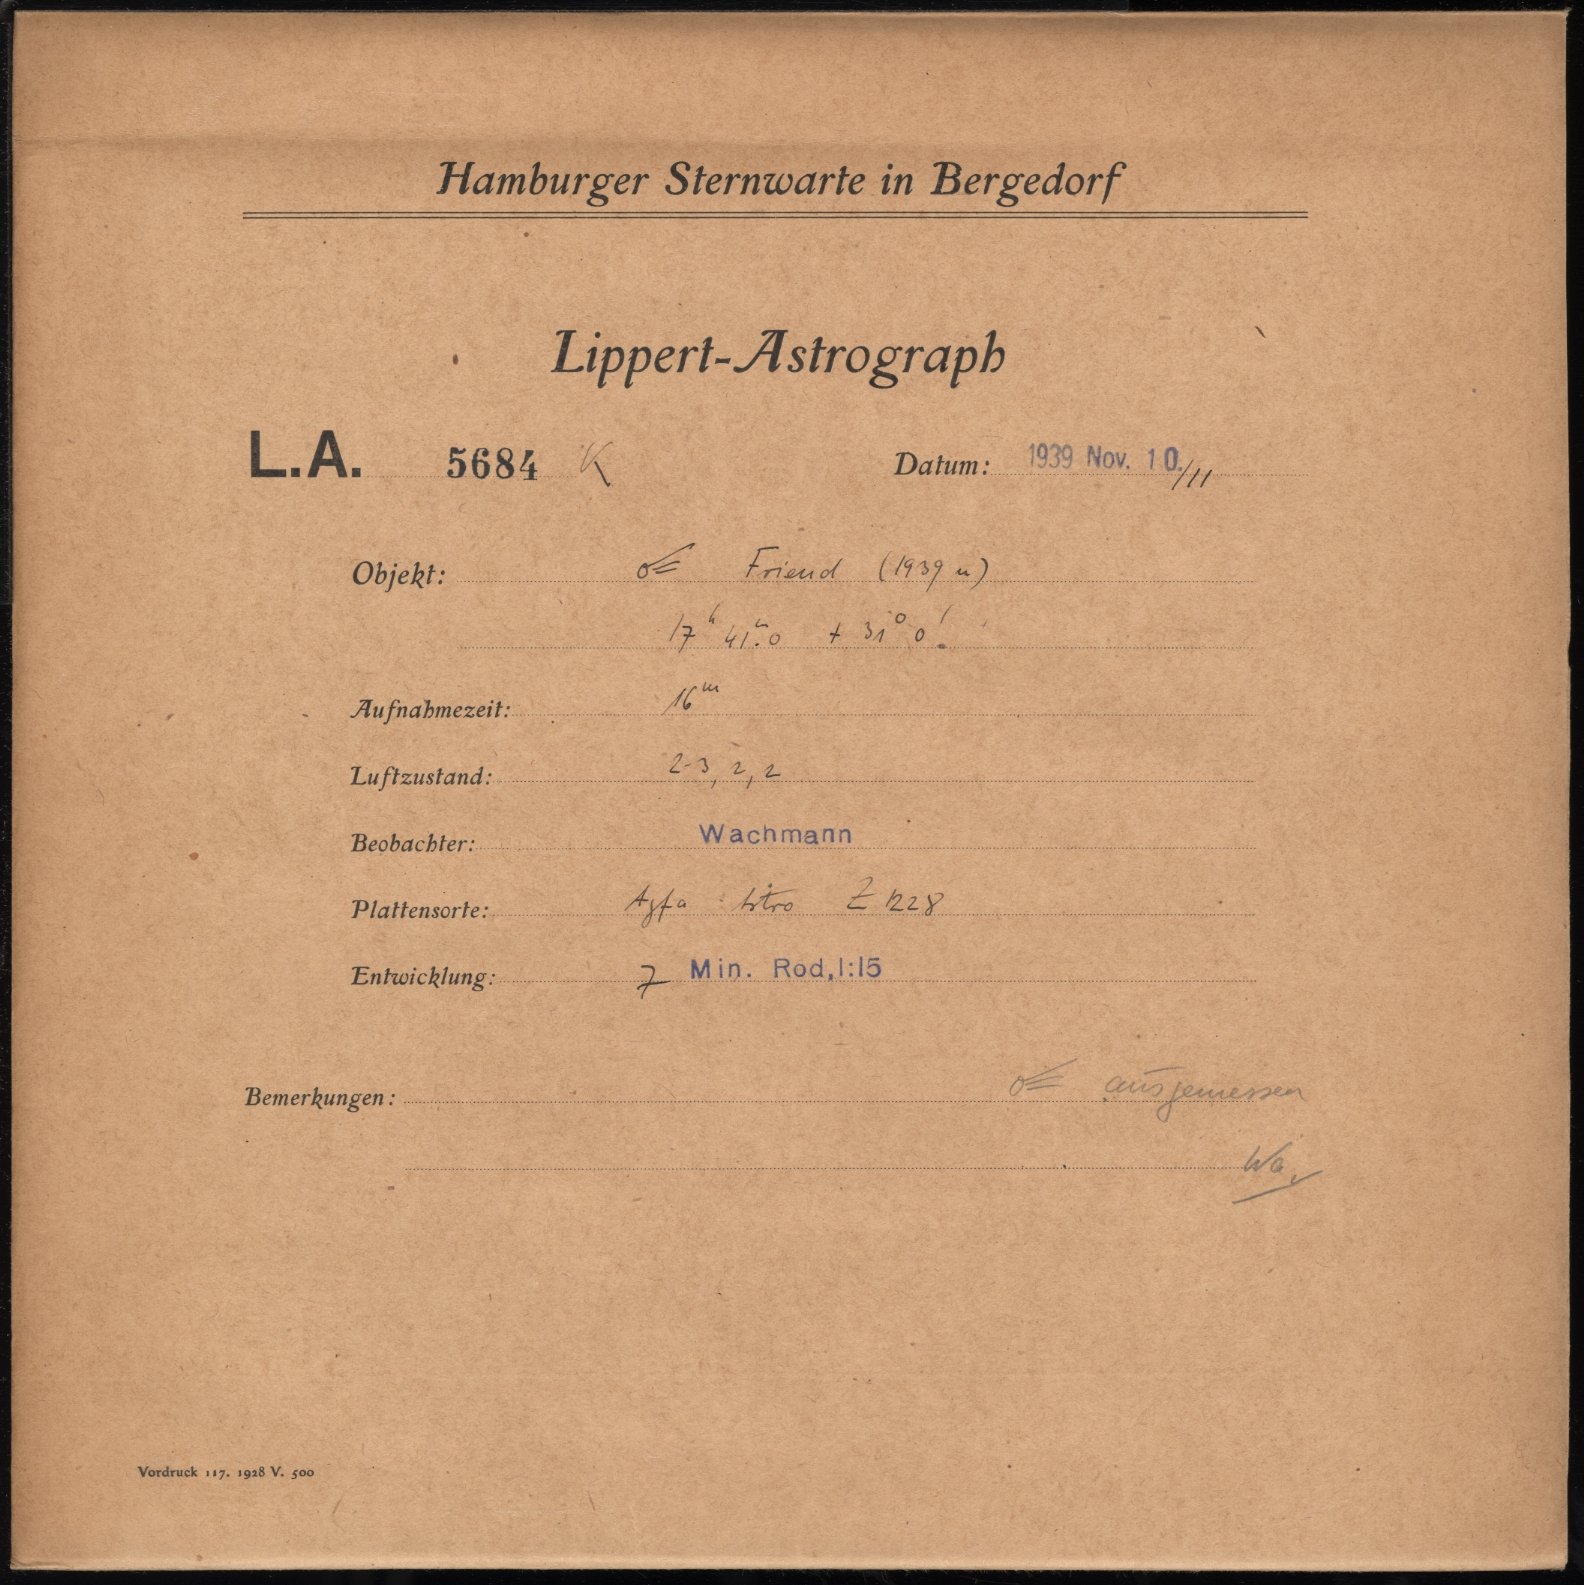 Hamburger Sternwarte in Bergedorf
Lippert-Astrograph
L.A. 5684 K Datum: 1939 Nov. 10./11
Objekt: ☄ Friend (1939 n)
17ʰ 41ᵐ.0 + 31° 0'.
Aufnahmezeit: 16ᵐ
Luftzustand: 2-3, 2, 2
Beobachter: Wachmann
Plattensorte: Agfa Z 1228
Entwicklung: 7 Min. Rod, 1:15
Bemerkungen: ☄ ausgemessen
Wa.
Vordruck 117. 1928 V. 500